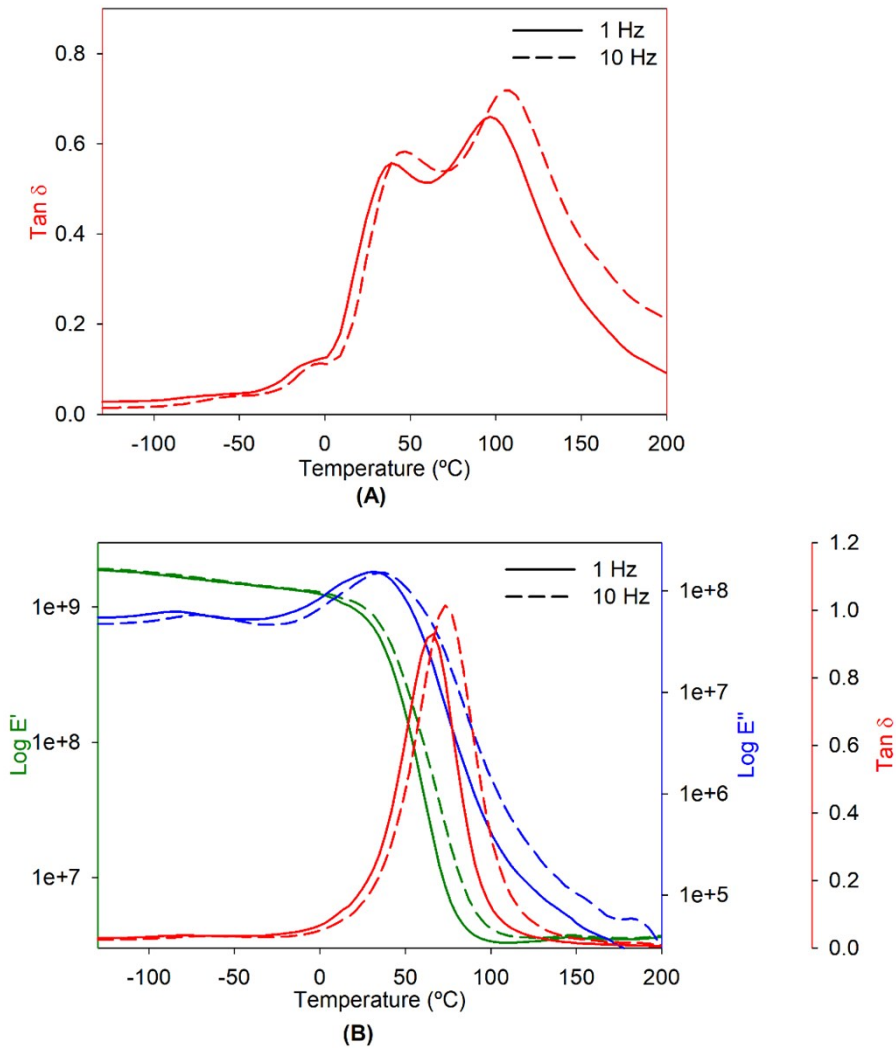 1 Hz
10 Hz
0.8
0.6
0.4
0.2
0.0
Tan δ
-100 -50 0 50 100 150 200
Temperature (ºC)
(A)
1 Hz
10 Hz
1e+9
1e+8
1e+7
Log E'
1e+8
1e+7
1e+6
1e+5
Log E"
1.2
1.0
0.8
0.6
0.4
0.2
0.0
Tan δ
-100 -50 0 50 100 150 200
Temperature (ºC)
(B)